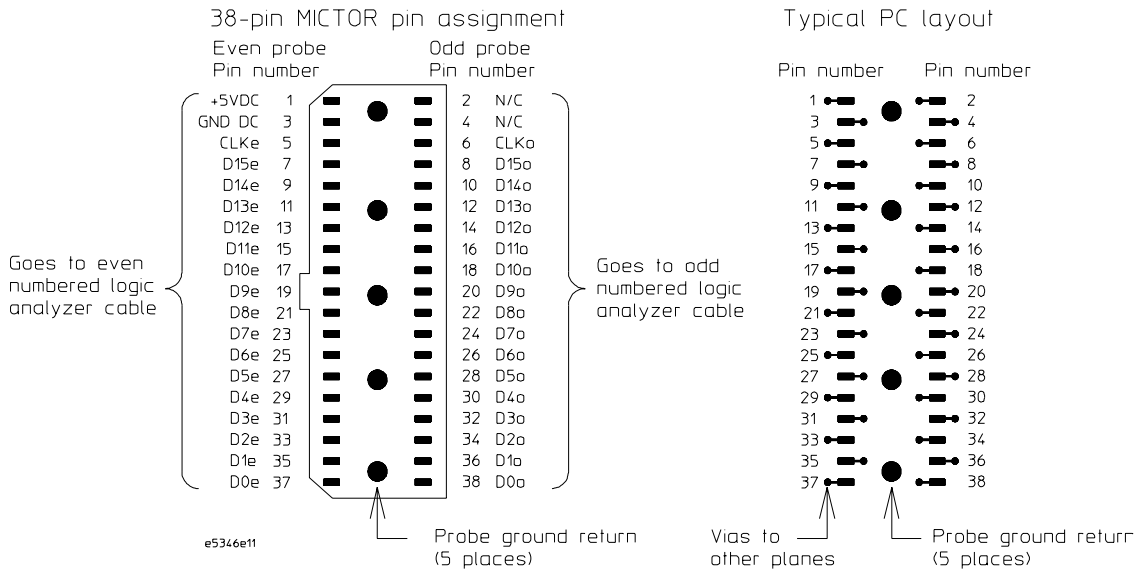 38-pin MICTOR pin assignment
Even probe
Pin number
Odd probe
Pin number
+5VDC 1 2 N/C
GND DC 3 4 N/C
CLKe 5 6 CLKo
D15e 7 8 D15o
D14e 9 10 D14o
D13e 11 12 D13o
D12e 13 14 D12o
D11e 15 16 D11o
D10e 17 18 D10o
D9e 19 20 D9o
D8e 21 22 D8o
D7e 23 24 D7o
D6e 25 26 D6o
D5e 27 28 D5o
D4e 29 30 D4o
D3e 31 32 D3o
D2e 33 34 D2o
D1e 35 36 D1o
D0e 37 38 D0o
Goes to even
numbered logic
analyzer cable
Goes to odd
numbered logic
analyzer cable
e5346e11
Probe ground return
(5 places)
Typical PC layout
Pin number Pin number
1 2
3 4
5 6
7 8
9 10
11 12
13 14
15 16
17 18
19 20
21 22
23 24
25 26
27 28
29 30
31 32
33 34
35 36
37 38
Vias to
other planes
Probe ground return
(5 places)